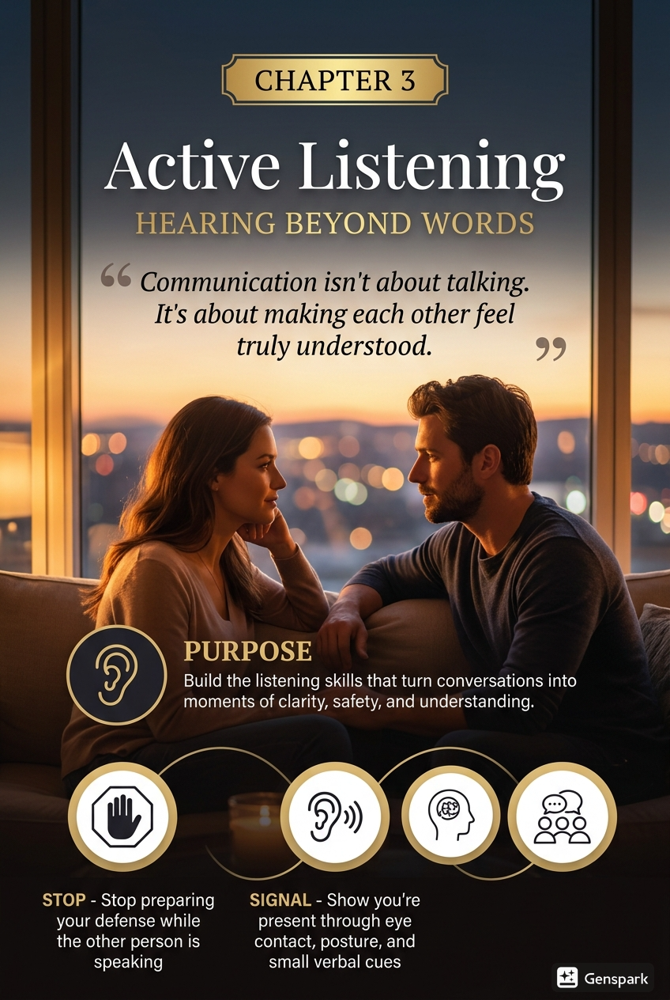 CHAPTER 3
Active Listening
HEARING BEYOND WORDS
“ Communication isn't about talking.
It's about making each other feel
truly understood. ”
PURPOSE
Build the listening skills that turn conversations into
moments of clarity, safety, and understanding.
STOP - Stop preparing
your defense while
the other person is
speaking
SIGNAL - Show you’re
present through eye
contact, posture, and
small verbal cues
Genspark